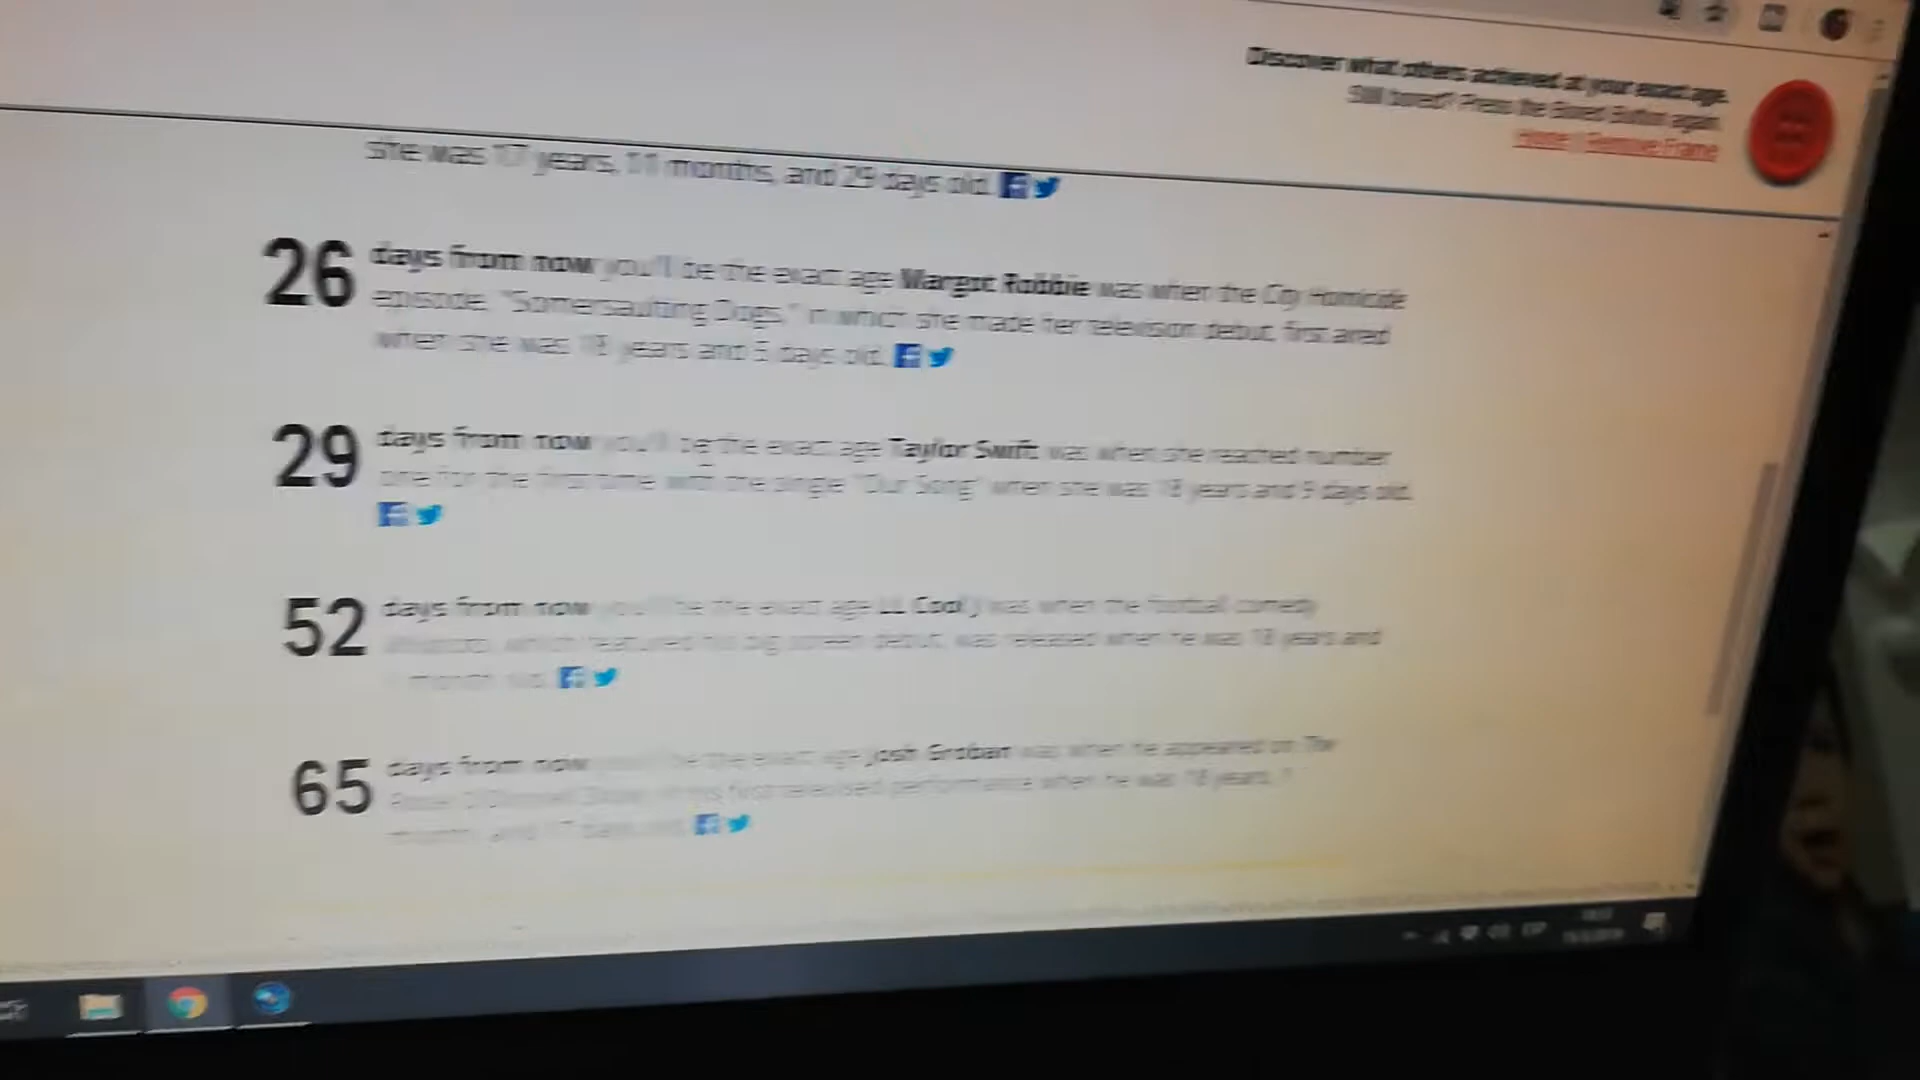 Discover what others achieved at your exact age.
Still bored? Press the Bored Button again.
Home | Remove Frame
she was 17 years, 11 months, and 29 days old.
26 days from now you'll be the exact age Margot Robbie was when the City Homicide
episode, "Somersaulting Dogs," in which she made her television debut, first aired
when she was 18 years and 5 days old.
29 days from now you'll be the exact age Taylor Swift was when she reached number
one for the first time with the single "Our Song" when she was 18 years and 9 days old.
52 days from now you'll be the exact age LL Cool J was when the football comedy
which featured his big screen debut, was released when he was 18 years and
month old.
65 days from now you'll be the exact age Josh Groban was when he appeared on The
Rosie O'Donnell Show, in his first televised performance when he was 18 years, 1
month, and 17 days old.